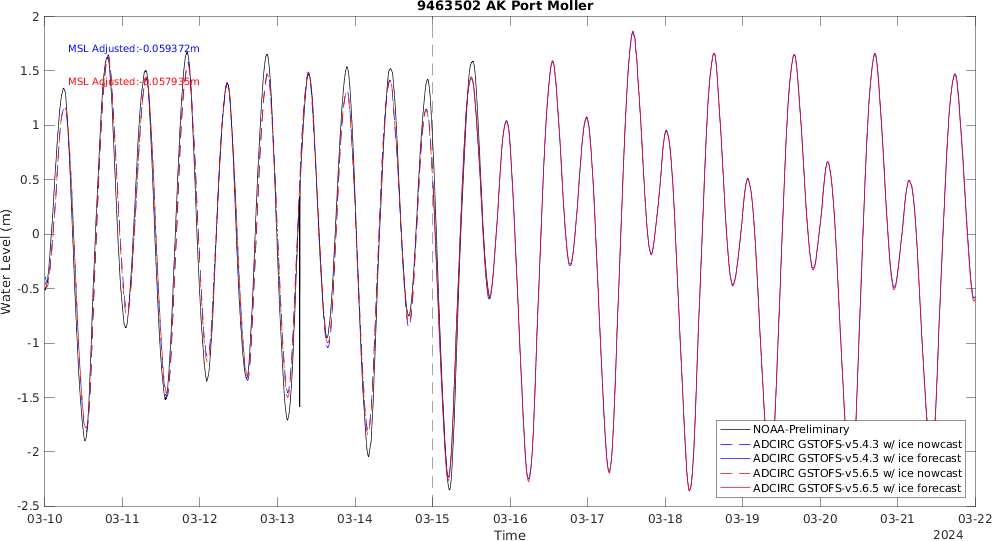 9463502 AK Port Moller
MSL Adjusted:-0.059372m
MSL Adjusted:-0.057935m
2
1.5
1
0.5
0
-0.5
-1
-1.5
-2
-2.5
Water Level (m)
NOAA-Preliminary
ADCIRC GSTOFS-v5.4.3 w/ ice nowcast
ADCIRC GSTOFS-v5.4.3 w/ ice forecast
ADCIRC GSTOFS-v5.6.5 w/ ice nowcast
ADCIRC GSTOFS-v5.6.5 w/ ice forecast
03-10 03-11 03-12 03-13 03-14 03-15 03-16 03-17 03-18 03-19 03-20 03-21 03-22
Time
2024